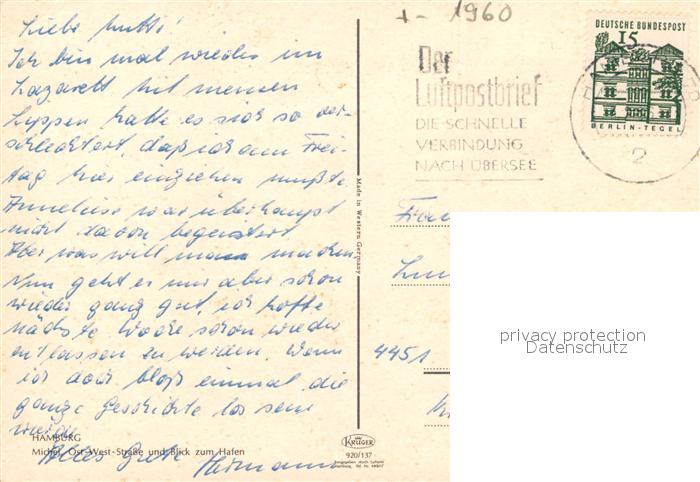 Liebe Mutti!
Ich bin mal wieder im
Lazarett mit meinen
Lippen hatte es sich so ver-
schlechtert, daß ich am Frei-
tag hier einziehen mußte.
Anneliese war überhaupt
nicht davon begeistert
Aber was will man machen
Nun geht es mir aber schon
wieder ganz gut, ich hoffe
nächste Woche schon wieder
entlassen zu werden. Wenn
ich doch bloß einmal die
ganze Geschichte los sein
würde
Alles Gute Hermann
HAMBURG
Michel, Ost-West-Straße und Blick zum Hafen
Made in Western Germany
KRÜGER
920/137
+- 1960
Der
Luftpostbrief
DIE SCHNELLE
VERBINDUNG
NACH ÜBERSEE
DEUTSCHE BUNDESPOST
15
BERLIN-TEGEL
2
4451
privacy protection
Datenschutz